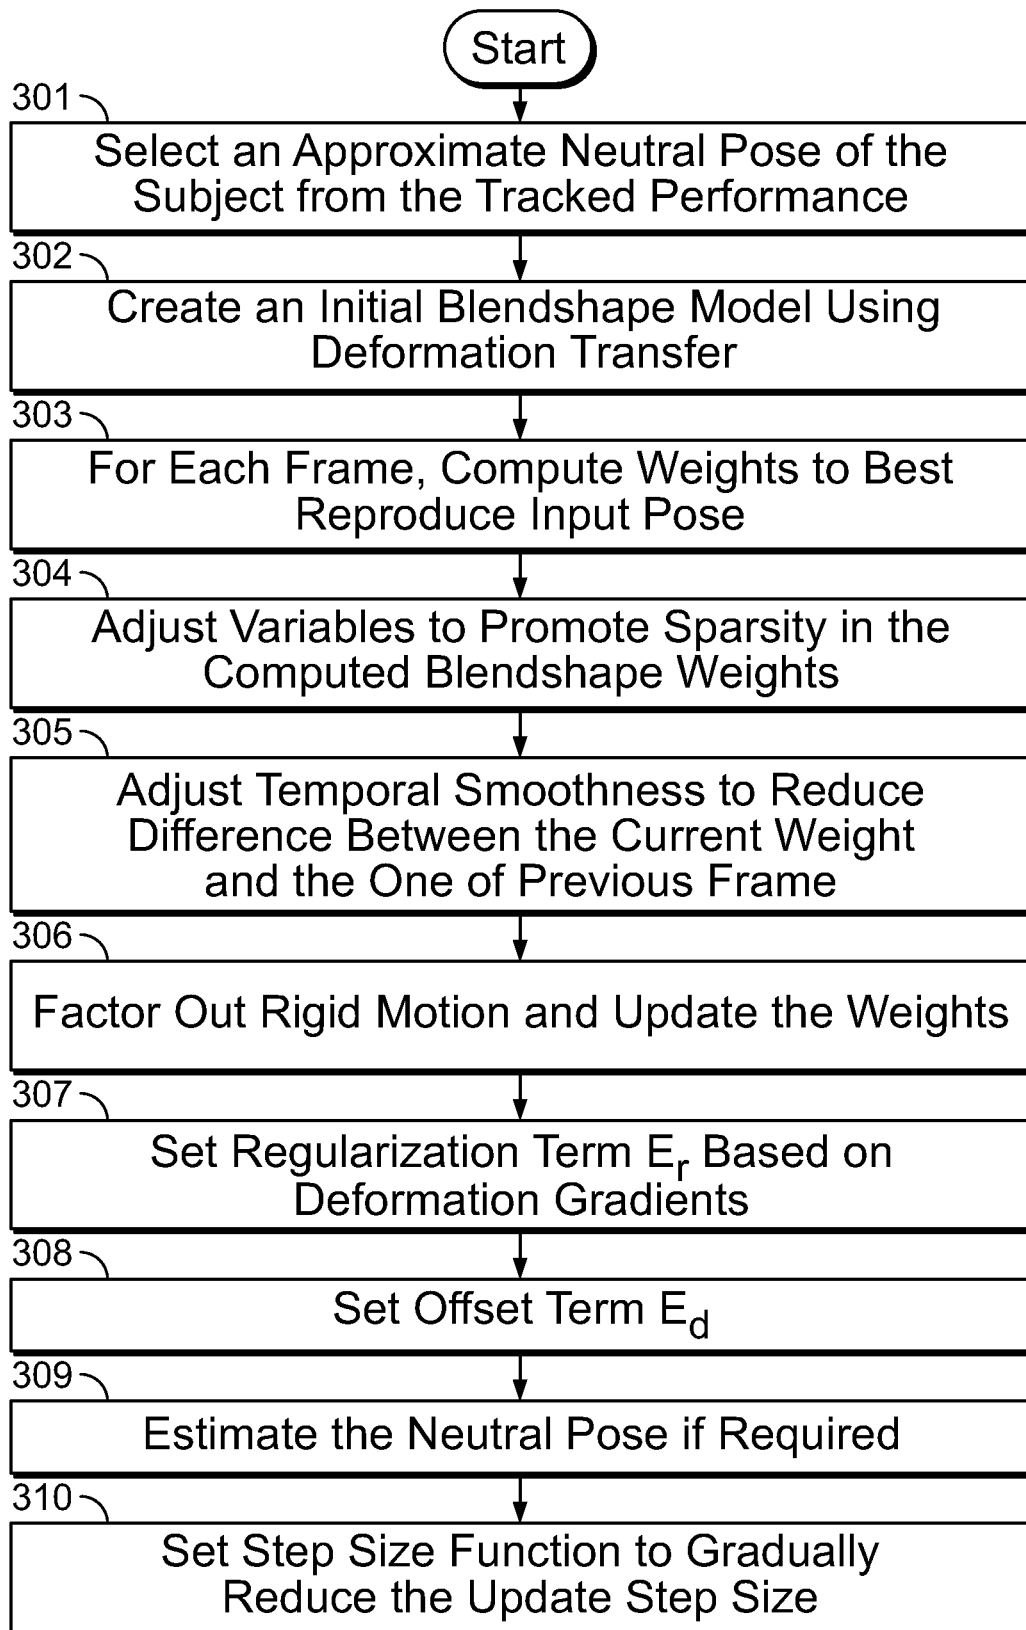 Start
301
Select an Approximate Neutral Pose of the
Subject from the Tracked Performance
302
Create an Initial Blendshape Model Using
Deformation Transfer
303
For Each Frame, Compute Weights to Best
Reproduce Input Pose
304
Adjust Variables to Promote Sparsity in the
Computed Blendshape Weights
305
Adjust Temporal Smoothness to Reduce
Difference Between the Current Weight
and the One of Previous Frame
306
Factor Out Rigid Motion and Update the Weights
307
Set Regularization Term E_r Based on
Deformation Gradients
308
Set Offset Term E_d
309
Estimate the Neutral Pose if Required
310
Set Step Size Function to Gradually
Reduce the Update Step Size